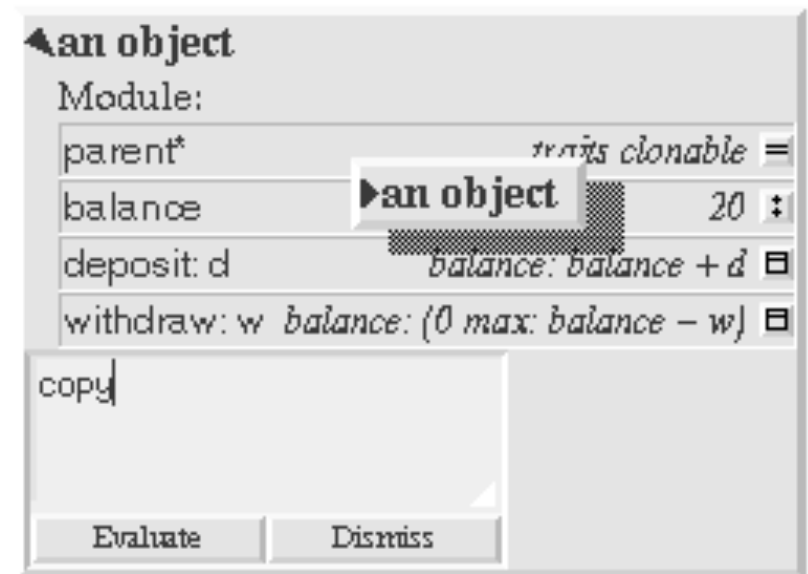 an object
Module:
parent* traits clonable =
an object
balance 20 :
deposit: d balance: balance + d
withdraw: w balance: (0 max: balance – w)
copy
Evaluate Dismiss